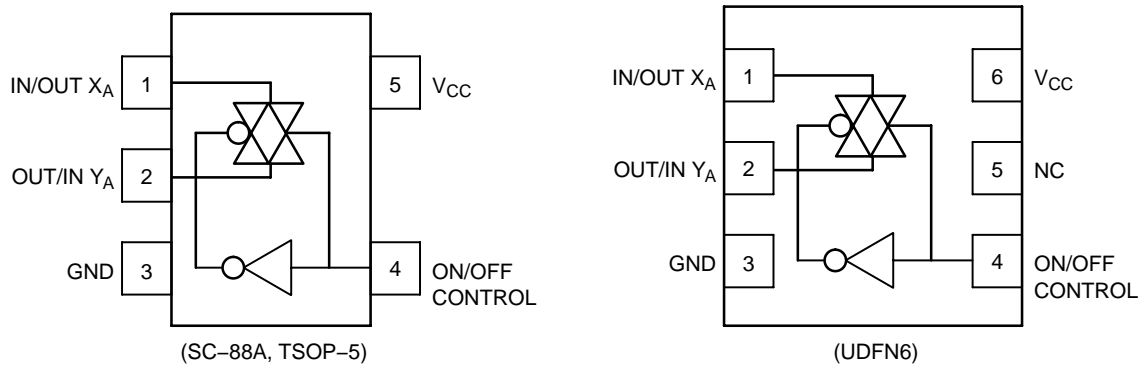 IN/OUT XA
1
5
VCC
OUT/IN YA
2
GND
3
4
ON/OFF
CONTROL
(SC–88A, TSOP–5)
IN/OUT XA
1
6
VCC
OUT/IN YA
2
5
NC
GND
3
4
ON/OFF
CONTROL
(UDFN6)